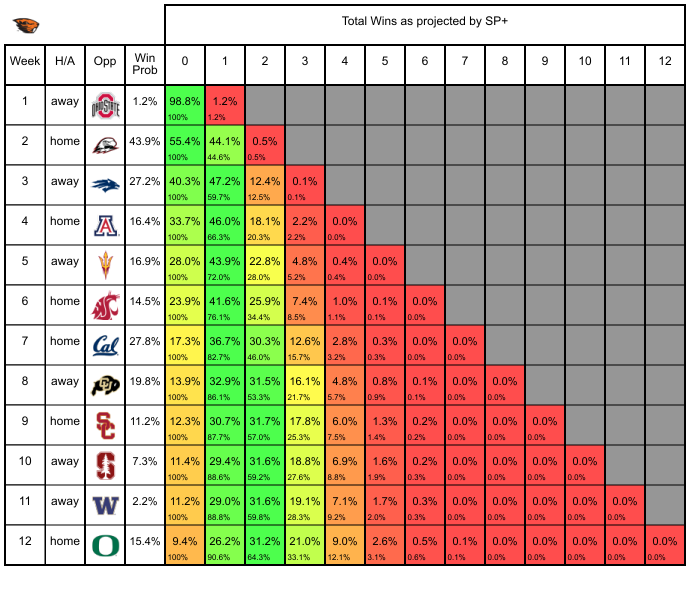 Total Wins as projected by SP+
Week H/A Opp Win Prob 0 1 2 3 4 5 6 7 8 9 10 11 12
1 away OHIO STATE 1.2% 98.8% 1.2%
100% 1.2%
2 home 43.9% 55.4% 44.1% 0.5%
100% 44.6% 0.5%
3 away 27.2% 40.3% 47.2% 12.4% 0.1%
100% 59.7% 12.5% 0.1%
4 home A 16.4% 33.7% 46.0% 18.1% 2.2% 0.0%
100% 66.3% 20.3% 2.2% 0.0%
5 away 16.9% 28.0% 43.9% 22.8% 4.8% 0.4% 0.0%
100% 72.0% 28.0% 5.2% 0.4% 0.0%
6 home 14.5% 23.9% 41.6% 25.9% 7.4% 1.0% 0.1% 0.0%
100% 76.1% 34.4% 8.5% 1.1% 0.1% 0.0%
7 home Cal 27.8% 17.3% 36.7% 30.3% 12.6% 2.8% 0.3% 0.0% 0.0%
100% 82.7% 46.0% 15.7% 3.2% 0.3% 0.0% 0.0%
8 away CU 19.8% 13.9% 32.9% 31.5% 16.1% 4.8% 0.8% 0.1% 0.0% 0.0%
100% 86.1% 53.3% 21.7% 5.7% 0.9% 0.1% 0.0% 0.0%
9 home SC 11.2% 12.3% 30.7% 31.7% 17.8% 6.0% 1.3% 0.2% 0.0% 0.0% 0.0%
100% 87.7% 57.0% 25.3% 7.5% 1.4% 0.2% 0.0% 0.0% 0.0%
10 away S 7.3% 11.4% 29.4% 31.6% 18.8% 6.9% 1.6% 0.2% 0.0% 0.0% 0.0% 0.0%
100% 88.6% 59.2% 27.6% 8.8% 1.9% 0.3% 0.0% 0.0% 0.0% 0.0%
11 away W 2.2% 11.2% 29.0% 31.6% 19.1% 7.1% 1.7% 0.3% 0.0% 0.0% 0.0% 0.0% 0.0%
100% 88.8% 59.8% 28.3% 9.2% 2.0% 0.3% 0.0% 0.0% 0.0% 0.0% 0.0%
12 home O 15.4% 9.4% 26.2% 31.2% 21.0% 9.0% 2.6% 0.5% 0.1% 0.0% 0.0% 0.0% 0.0% 0.0%
100% 90.6% 64.3% 33.1% 12.1% 3.1% 0.6% 0.1% 0.0% 0.0% 0.0% 0.0% 0.0%